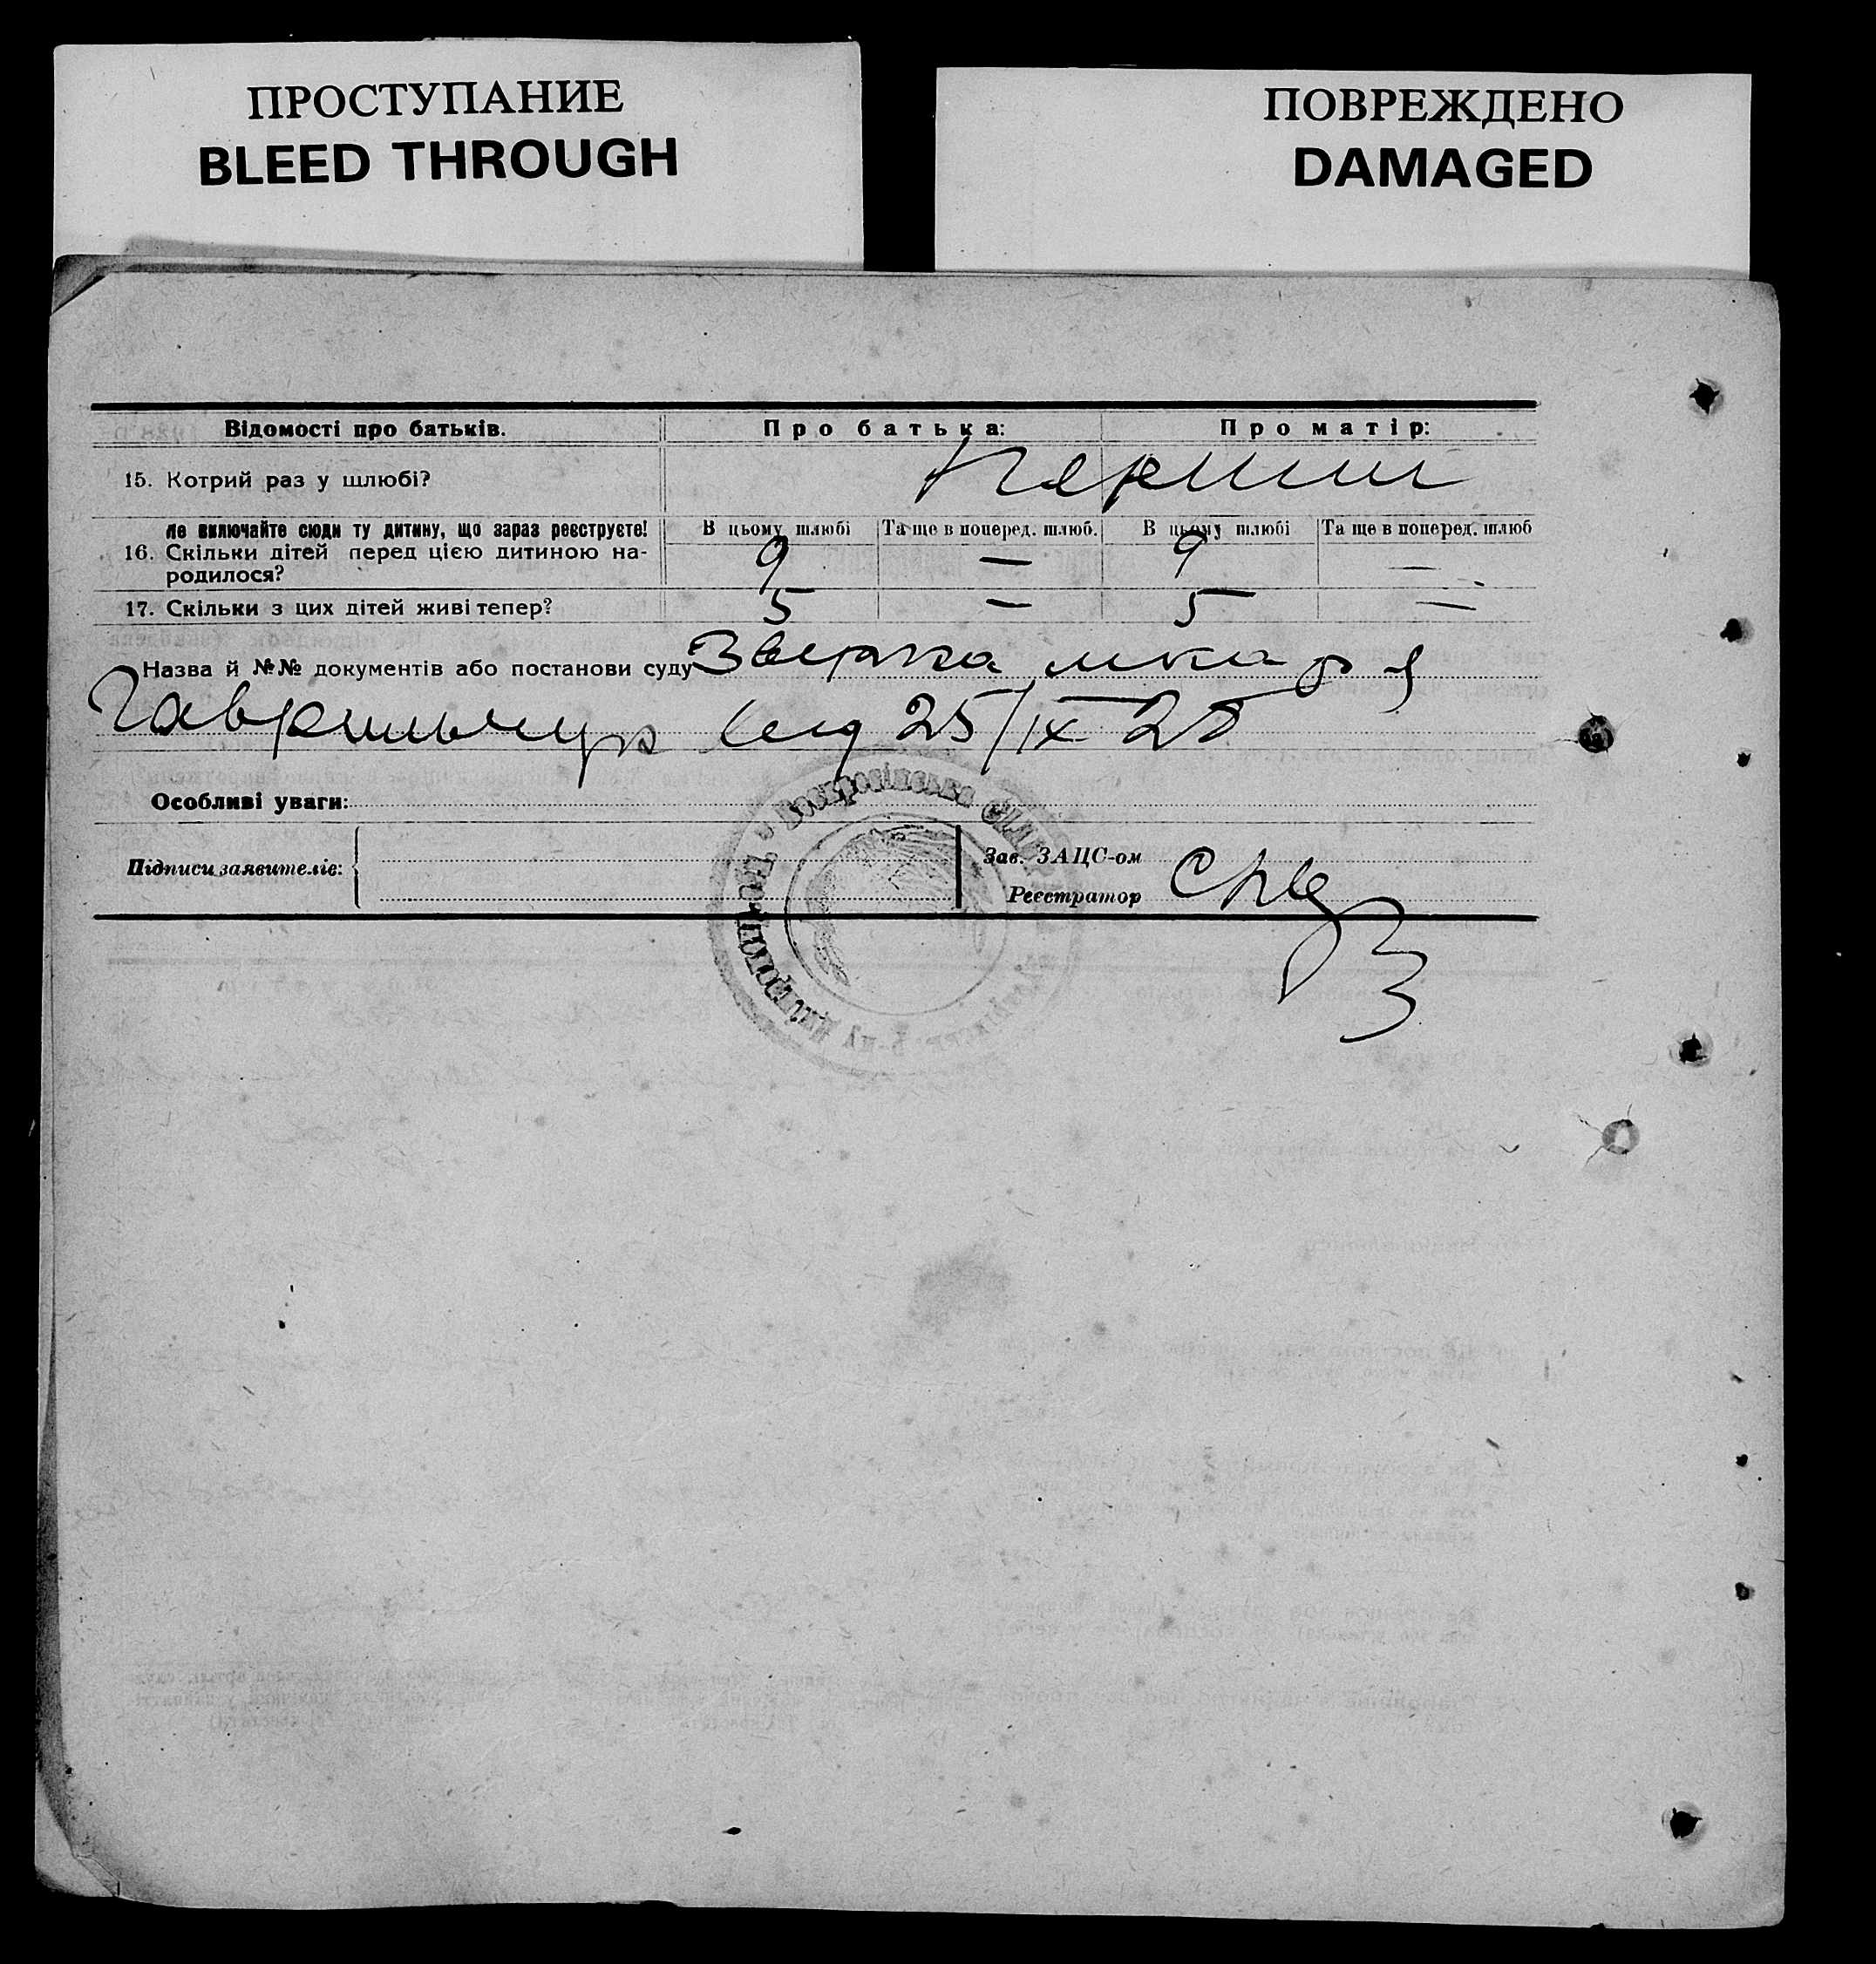 ПРОСТУПАНИЕ
BLEED THROUGH
ПОВРЕЖДЕНО
DAMAGED
Відомості про батьків. Про батька: Про матір:
15. Котрий раз у шлюбі? Перший
Не включайте сюди ту дитину, що зараз реєструєте! В цьому шлюбі Та ще в поперед. шлюб. В цьому шлюбі Та ще в поперед. шлюб
16. Скільки дітей перед цією дитиною на-
родилося? 9 — 9 —
17. Скільки з цих дітей живі тепер? 5 — 5 —
Назва й №№ документів або постанови суду
Гаврильчук 25/IX 28
Особливі уваги:
Підписи заявителів:
Зав. ЗАЦС-ом
Реєстратор